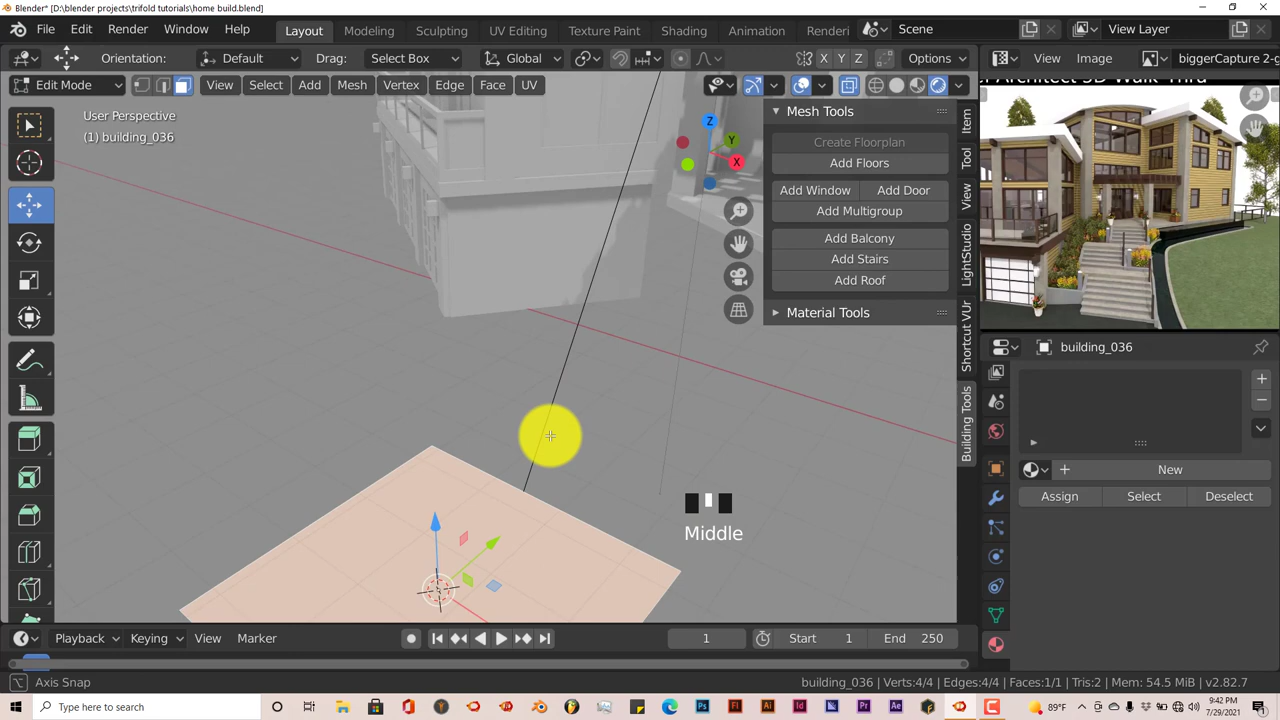 Blender* [D:\blender projects\trifold tutorials\home build.blend]
File Edit Render Window Help Layout Modeling Sculpting UV Editing Texture Paint Shading Animation Renderi Scene View Layer
Orientation: Default Drag: Select Box Global X Y Z Options View Image biggerCapture 2-g
Edit Mode View Select Add Mesh Vertex Edge Face UV
User Perspective
(1) building_036
Z
Y
X
Mesh Tools
Create Floorplan
Add Floors
Add Window Add Door
Add Multigroup
Add Balcony
Add Stairs
Add Roof
Material Tools
Item
Tool
View
LightStudio
Shortcut VUr
Building Tools
building_036
New
Assign Select Deselect
Middle
Playback Keying View Marker 1 Start 1 End 250
Axis Snap building_036 | Verts:4/4 | Edges:4/4 | Faces:1/1 | Tris:2 | Mem: 54.5 MiB | v2.82.7
Type here to search
89°F
9:42 PM
7/29/2021